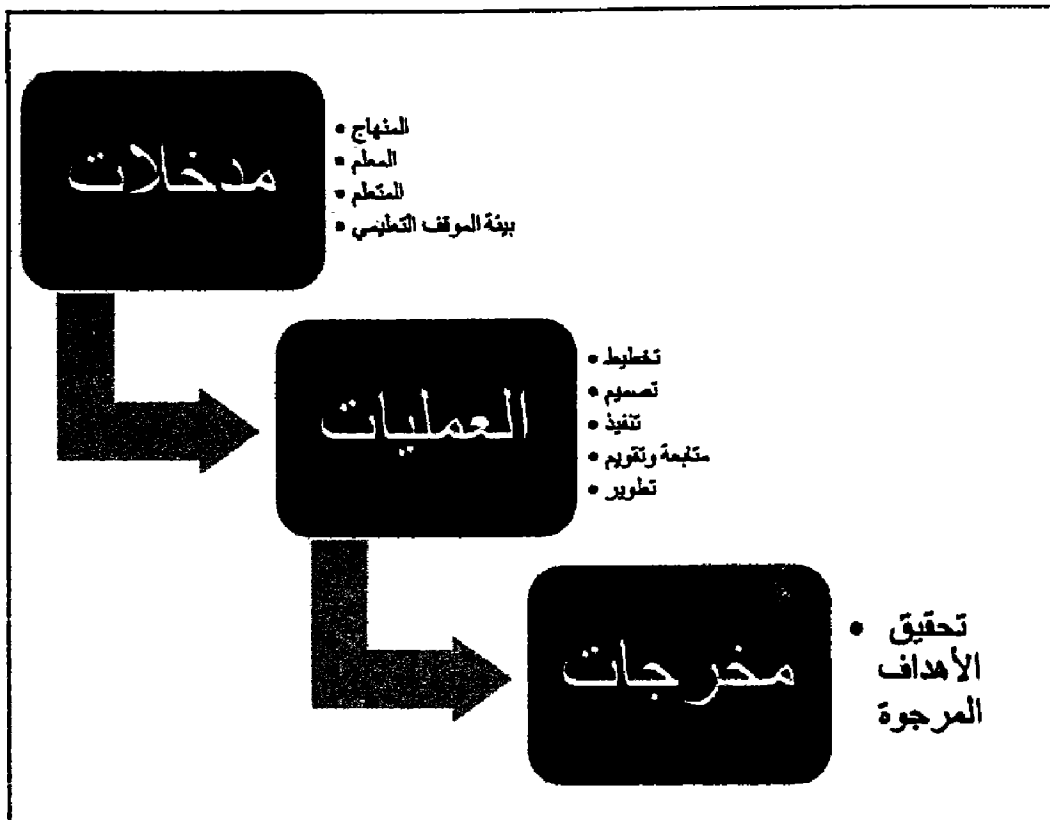 مدخلات
• المنهاج
• المعلم
• المتعلم
• بيئة الموقف التعليمي
العمليات
• تخطيط
• تصميم
• تنفيذ
• متابعة وتقويم
• تطوير
مخرجات
• تحقيق
الأهداف
المرجوة